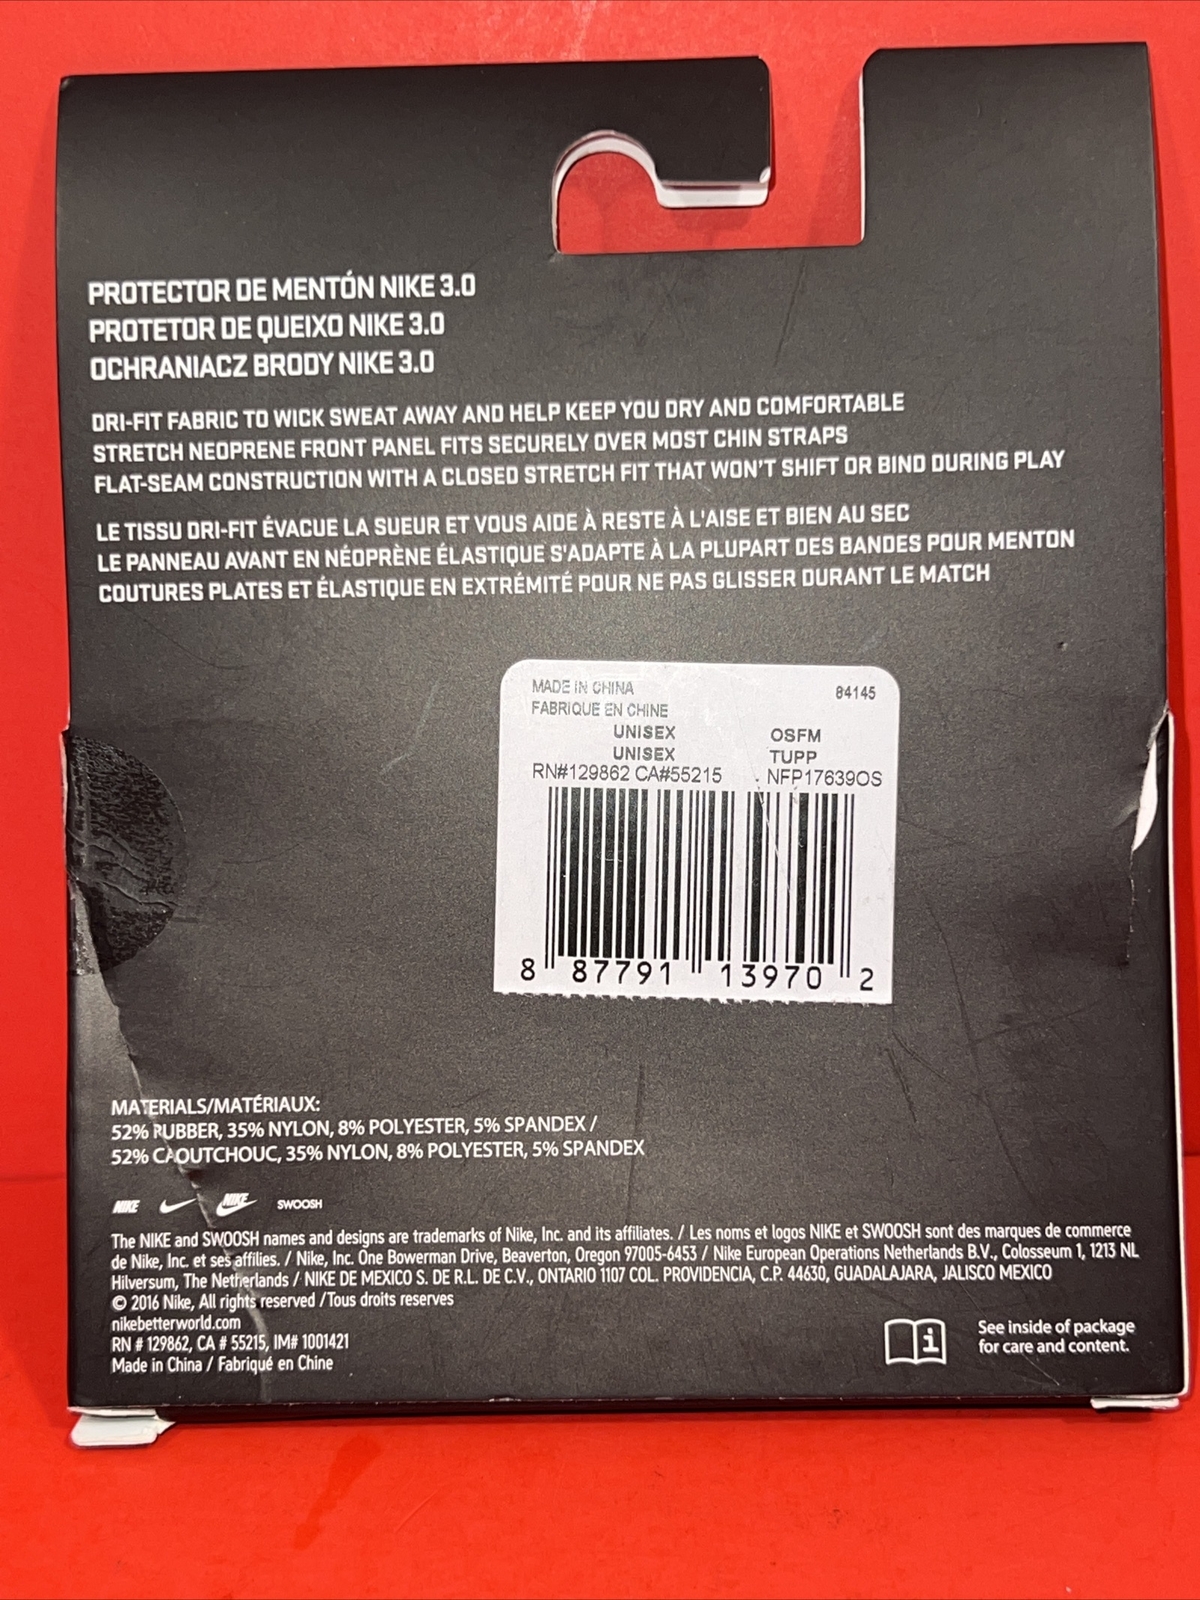 PROTECTOR DE MENTÓN NIKE 3.0
PROTETOR DE QUEIXO NIKE 3.0
OCHRANIACZ BRODY NIKE 3.0
DRI-FIT FABRIC TO WICK SWEAT AWAY AND HELP KEEP YOU DRY AND COMFORTABLE
STRETCH NEOPRENE FRONT PANEL FITS SECURELY OVER MOST CHIN STRAPS
FLAT-SEAM CONSTRUCTION WITH A CLOSED STRETCH FIT THAT WON'T SHIFT OR BIND DURING PLAY
LE TISSU DRI-FIT ÉVACUE LA SUEUR ET VOUS AIDE À RESTE À L'AISE ET BIEN AU SEC
LE PANNEAU AVANT EN NÉOPRÈNE ÉLASTIQUE S'ADAPTE À LA PLUPART DES BANDES POUR MENTON
COUTURES PLATES ET ÉLASTIQUE EN EXTRÉMITÉ POUR NE PAS GLISSER DURANT LE MATCH
MADE IN CHINA 84145
FABRIQUE EN CHINE
UNISEX OSFM
UNISEX TUPP
RN#129862 CA#55215 . NFP17639OS
8 87791 13970 2
MATERIALS/MATÉRIAUX:
52% RUBBER, 35% NYLON, 8% POLYESTER, 5% SPANDEX /
52% CAOUTCHOUC, 35% NYLON, 8% POLYESTER, 5% SPANDEX
NIKE NIKE SWOOSH
The NIKE and SWOOSH names and designs are trademarks of Nike, Inc. and its affiliates. / Les noms et logos NIKE et SWOOSH sont des marques de commerce
de Nike, Inc. et ses affilies. / Nike, Inc. One Bowerman Drive, Beaverton, Oregon 97005-6453 / Nike European Operations Netherlands B.V., Colosseum 1, 1213 NL
Hilversum, The Netherlands / NIKE DE MEXICO S. DE R.L. DE C.V., ONTARIO 1107 COL. PROVIDENCIA, C.P. 44630, GUADALAJARA, JALISCO MEXICO
© 2016 Nike, All rights reserved /Tous droits reserves
nikebetterworld.com
RN # 129862, CA # 55215, IM# 1001421
Made in China / Fabriqué en Chine
i
See inside of package
for care and content.